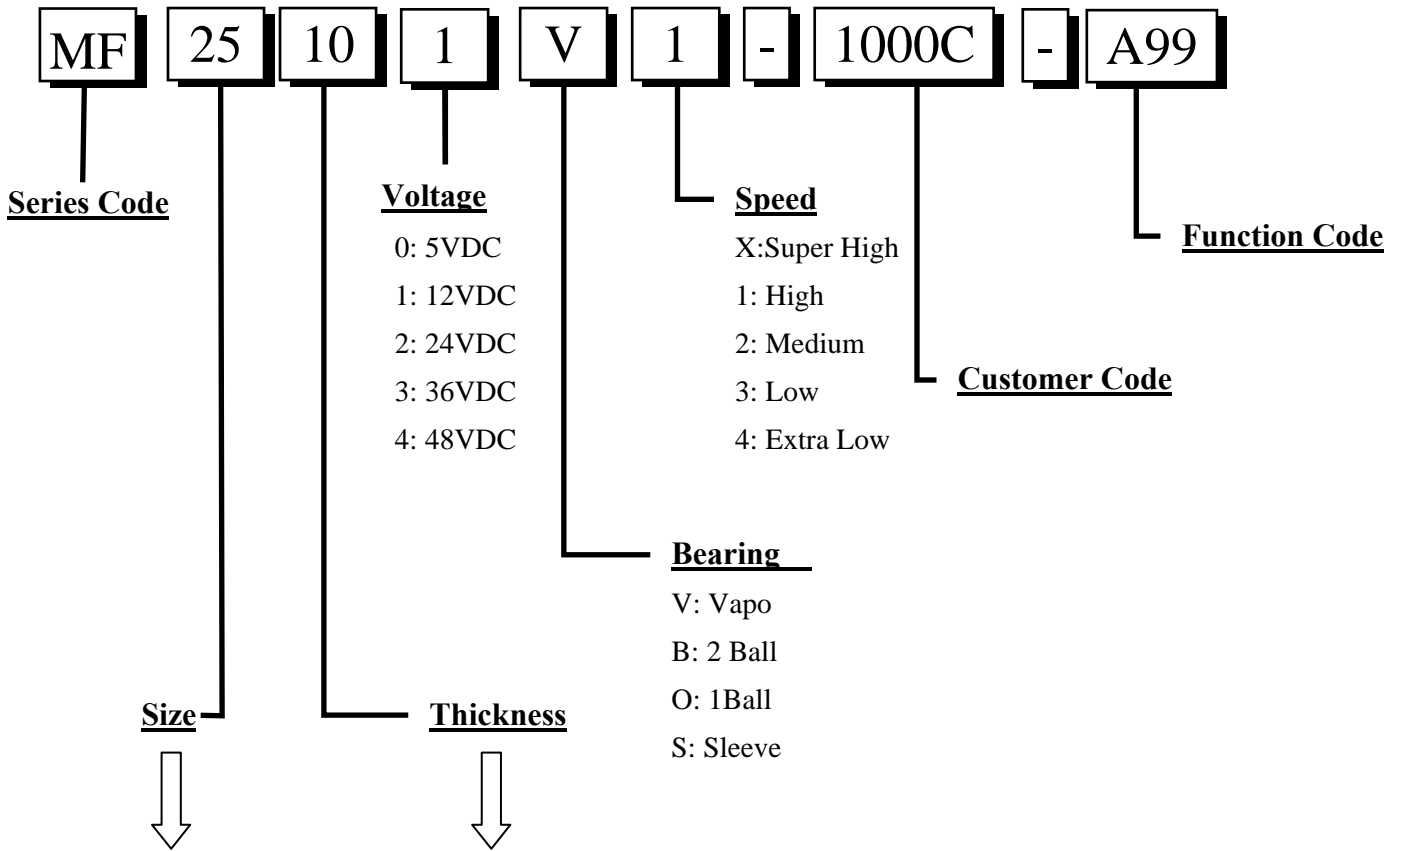 MF 25 10 1 V 1 - 1000C - A99
Series Code
Voltage
0: 5VDC
1: 12VDC
2: 24VDC
3: 36VDC
4: 48VDC
Speed
X:Super High
1: High
2: Medium
3: Low
4: Extra Low
Function Code
Customer Code
Bearing
V: Vapo
B: 2 Ball
O: 1Ball
S: Sleeve
Size
Thickness